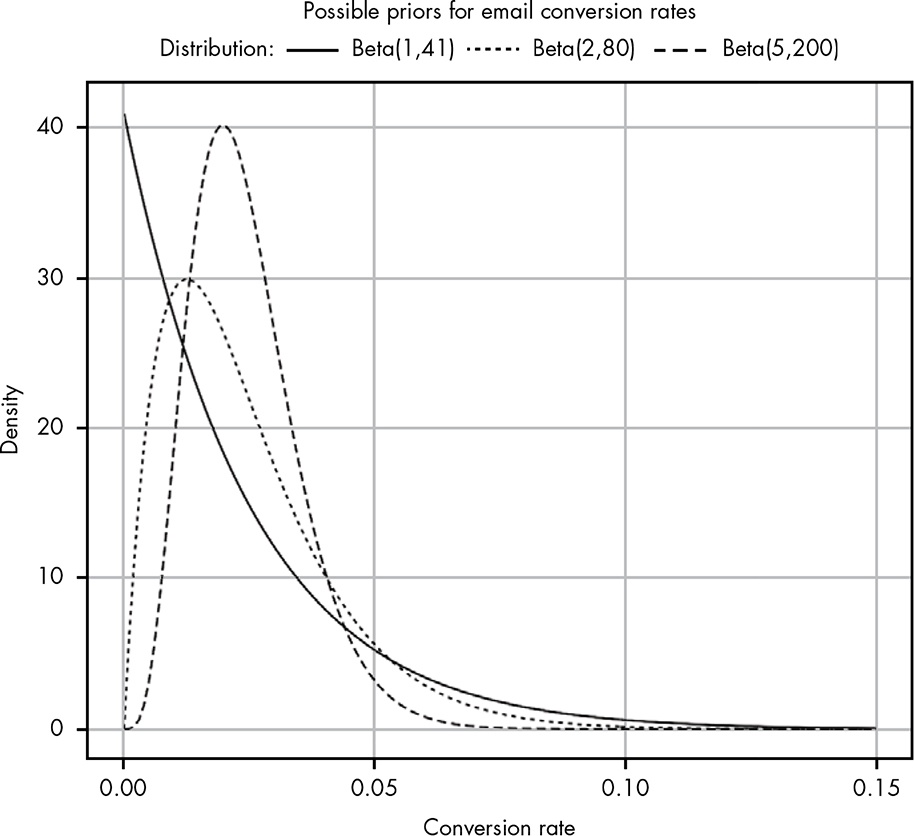 Possible priors for email conversion rates
Distribution: Beta(1,41) Beta(2,80) Beta(5,200)
40
30
20
10
0
Density
0.00 0.05 0.10 0.15
Conversion rate